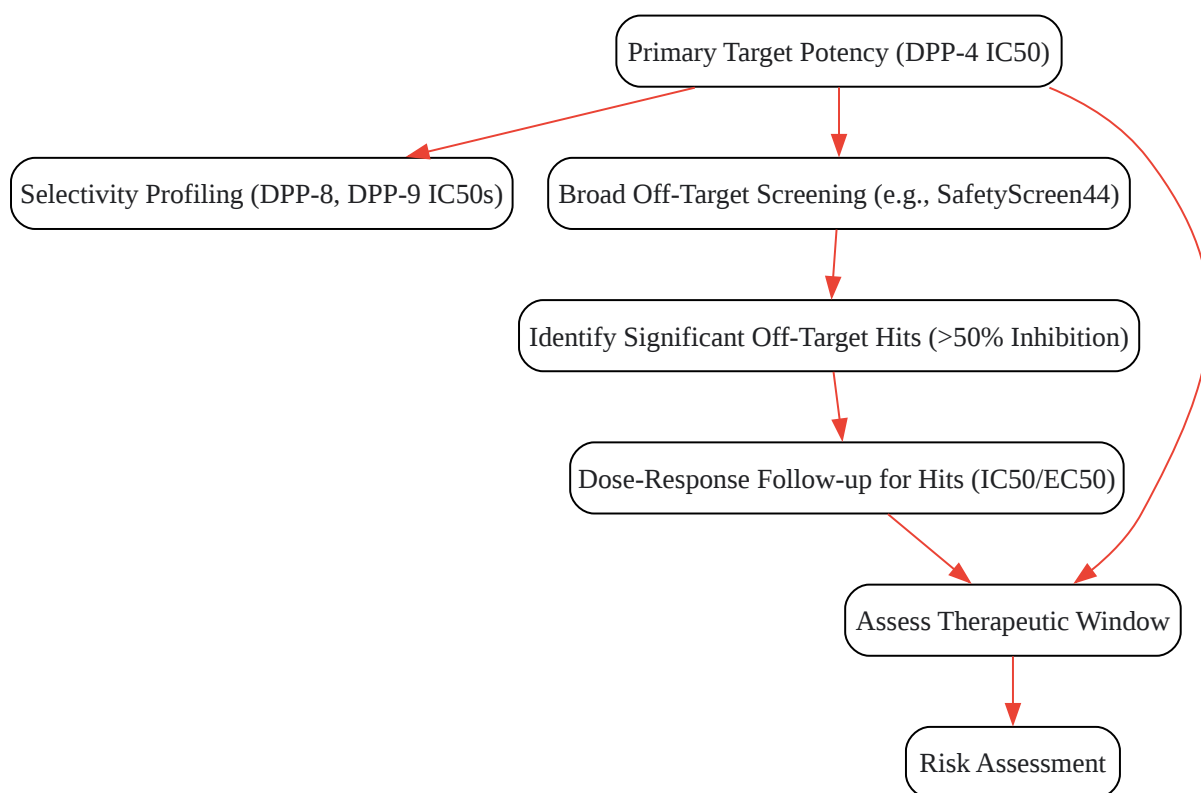 Primary Target Potency (DPP-4 IC50)
Selectivity Profiling (DPP-8, DPP-9 IC50s)
Broad Off-Target Screening (e.g., SafetyScreen44)
Identify Significant Off-Target Hits (>50% Inhibition)
Dose-Response Follow-up for Hits (IC50/EC50)
Assess Therapeutic Window
Risk Assessment